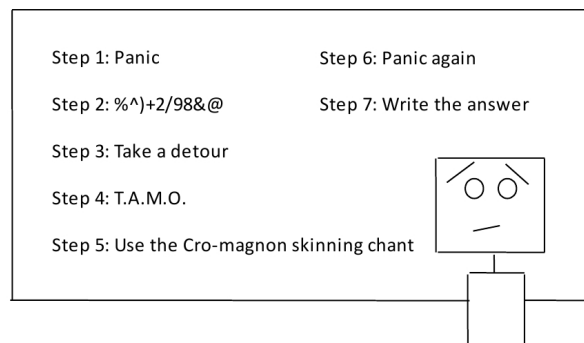 Step 1: Panic
Step 2: %^)+2/98&@
Step 3: Take a detour
Step 4: T.A.M.O.
Step 5: Use the Cro-magnon skinning chant
Step 6: Panic again
Step 7: Write the answer